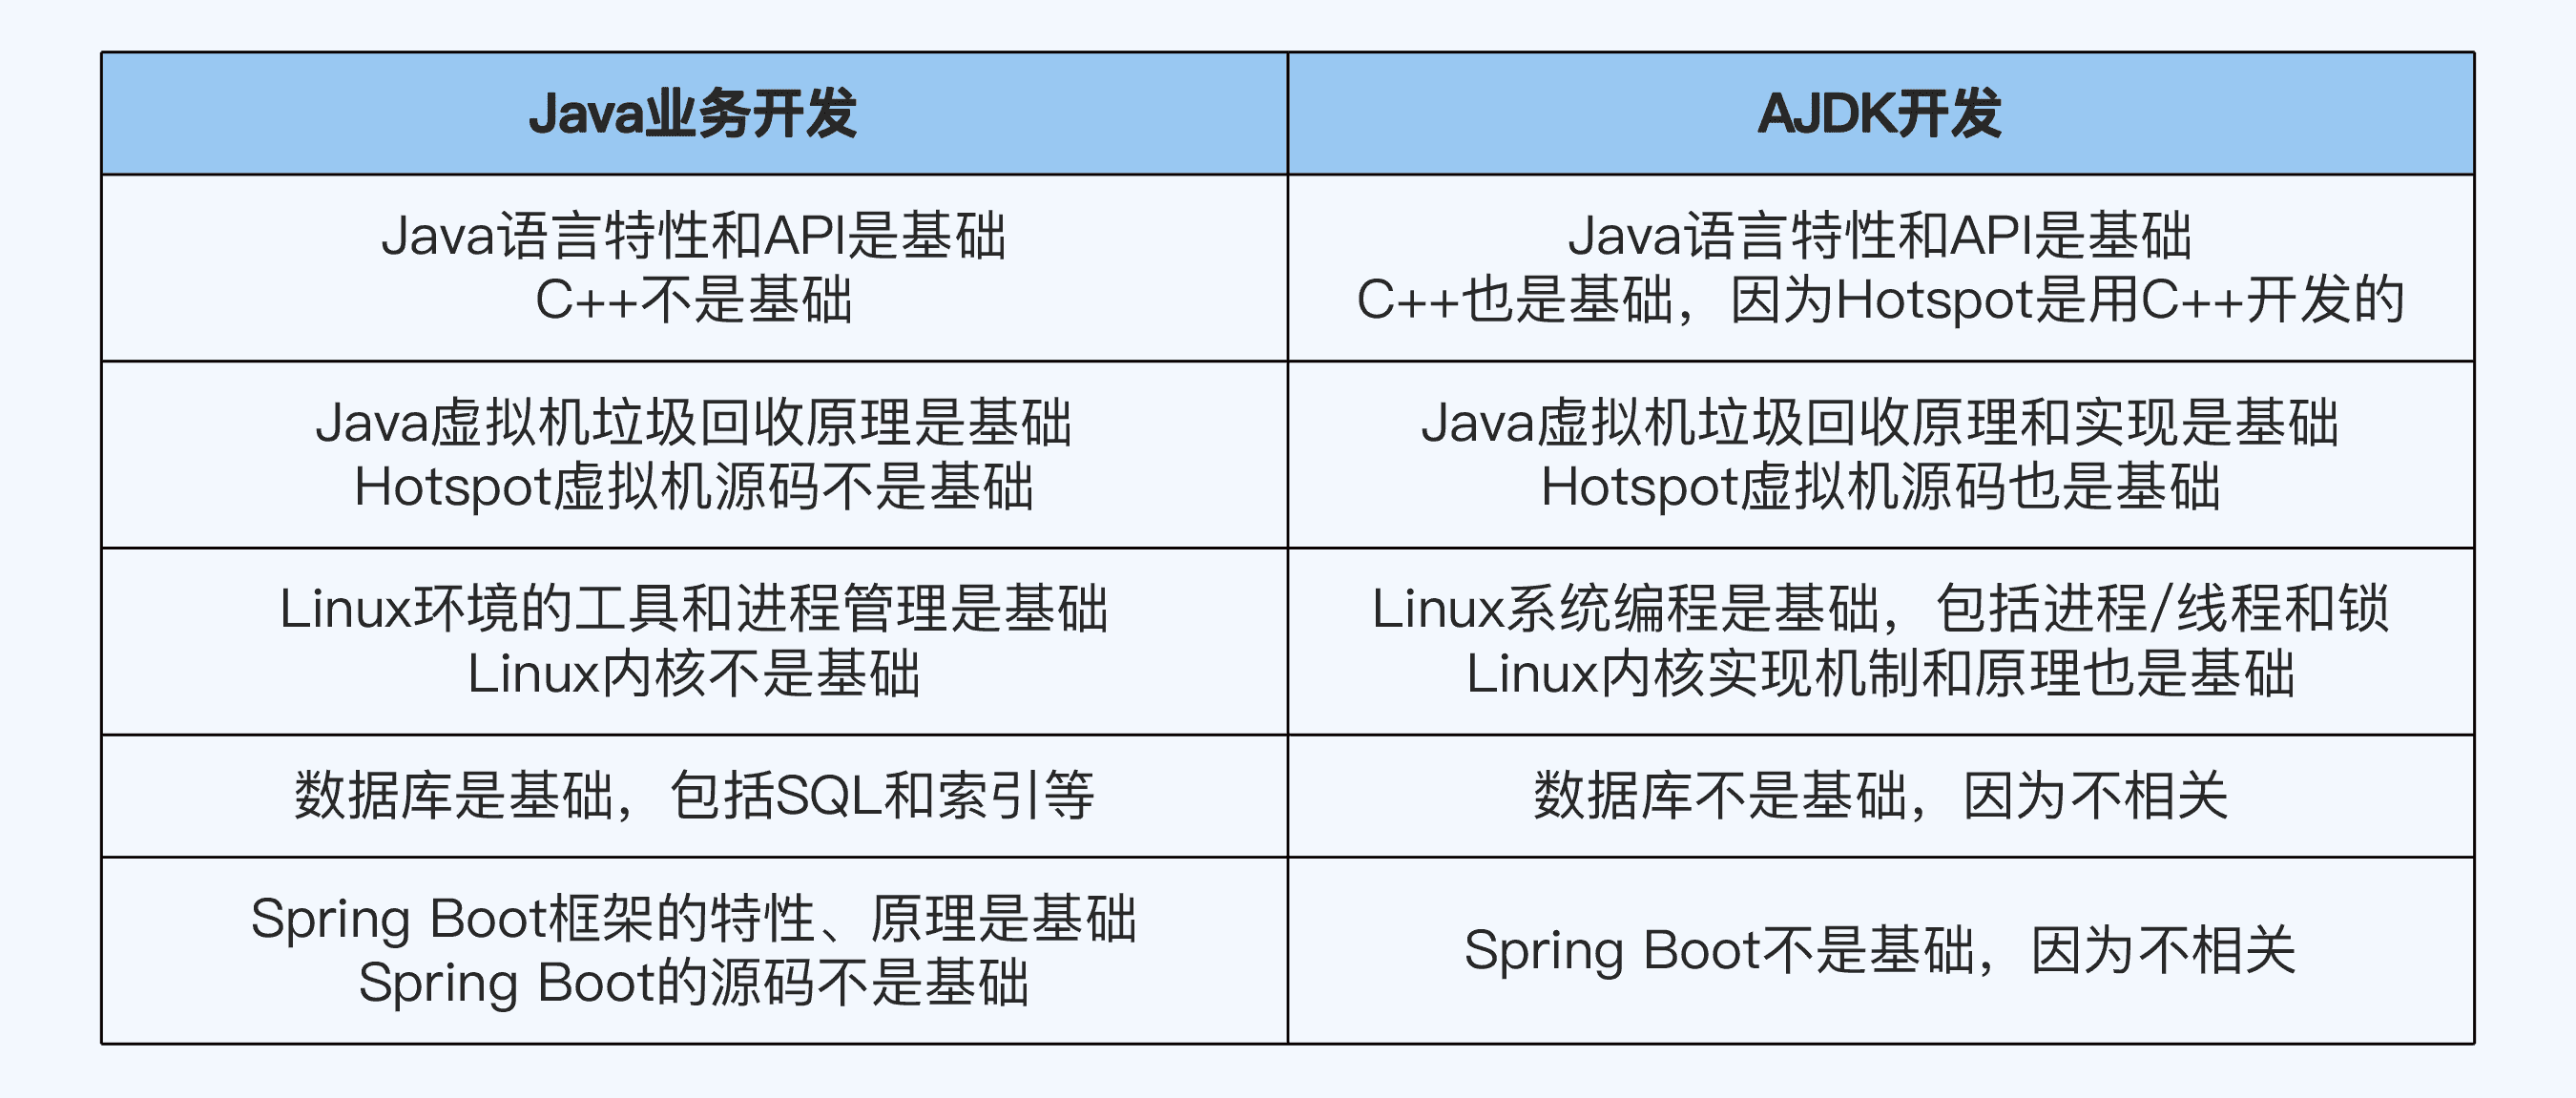 Java业务开发
AJDK开发
Java语言特性和API是基础
C++不是基础
Java语言特性和API是基础
C++也是基础，因为Hotspot是用C++开发的
Java虚拟机垃圾回收原理是基础
Hotspot虚拟机源码不是基础
Java虚拟机垃圾回收原理和实现是基础
Hotspot虚拟机源码也是基础
Linux环境的工具和进程管理是基础
Linux内核不是基础
Linux系统编程是基础，包括进程/线程和锁
Linux内核实现机制和原理也是基础
数据库是基础，包括SQL和索引等
数据库不是基础，因为不相关
Spring Boot框架的特性、原理是基础
Spring Boot的源码不是基础
Spring Boot不是基础，因为不相关